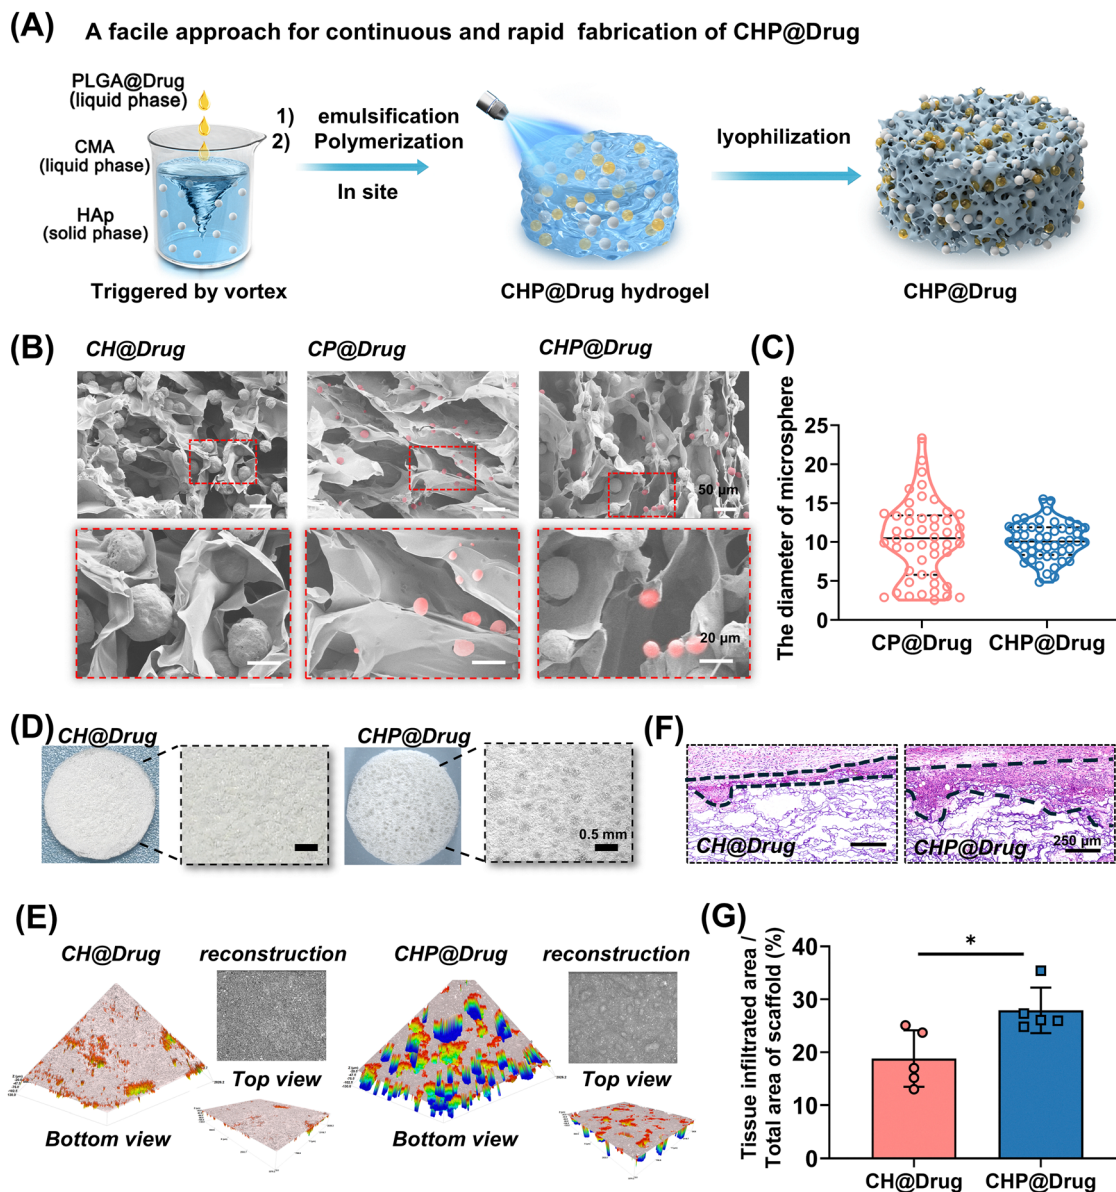 (A) A facile approach for continuous and rapid fabrication of CHP@Drug
PLGA@Drug
(liquid phase)
CMA
(liquid phase)
HAp
(solid phase)
Triggered by vortex
1) emulsification
2) Polymerization
In site
CHP@Drug hydrogel
lyophilization
CHP@Drug
(B)
CH@Drug
CP@Drug
CHP@Drug
50 µm
20 µm
(C)
The diameter of microsphere
25
20
15
10
5
0
CP@Drug
CHP@Drug
(D)
CH@Drug
CHP@Drug
0.5 mm
(F)
CH@Drug
CHP@Drug
250 µm
(E)
CH@Drug
reconstruction
Top view
Bottom view
CHP@Drug
reconstruction
Top view
Bottom view
(G)
Tissue infiltrated area /
Total area of scaffold (%)
40
30
20
10
0
*
CH@Drug
CHP@Drug